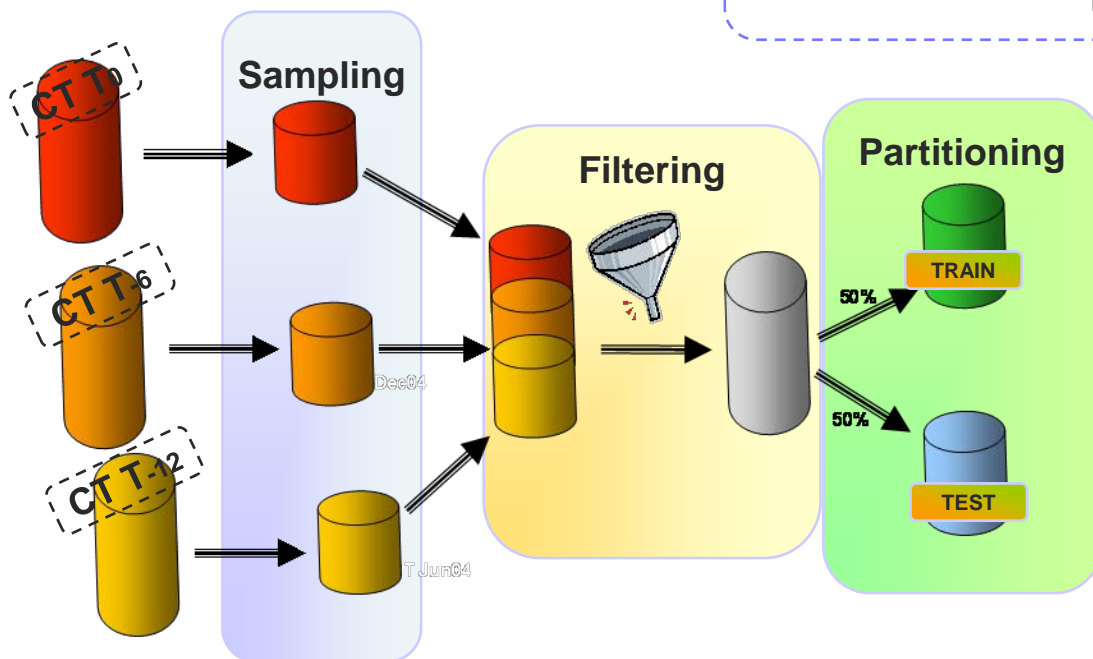 CT T0
Sampling
Filtering
Partitioning
TRAIN
CT T-6
50%
Dec04
50%
CT T-12
TEST
T Jun04